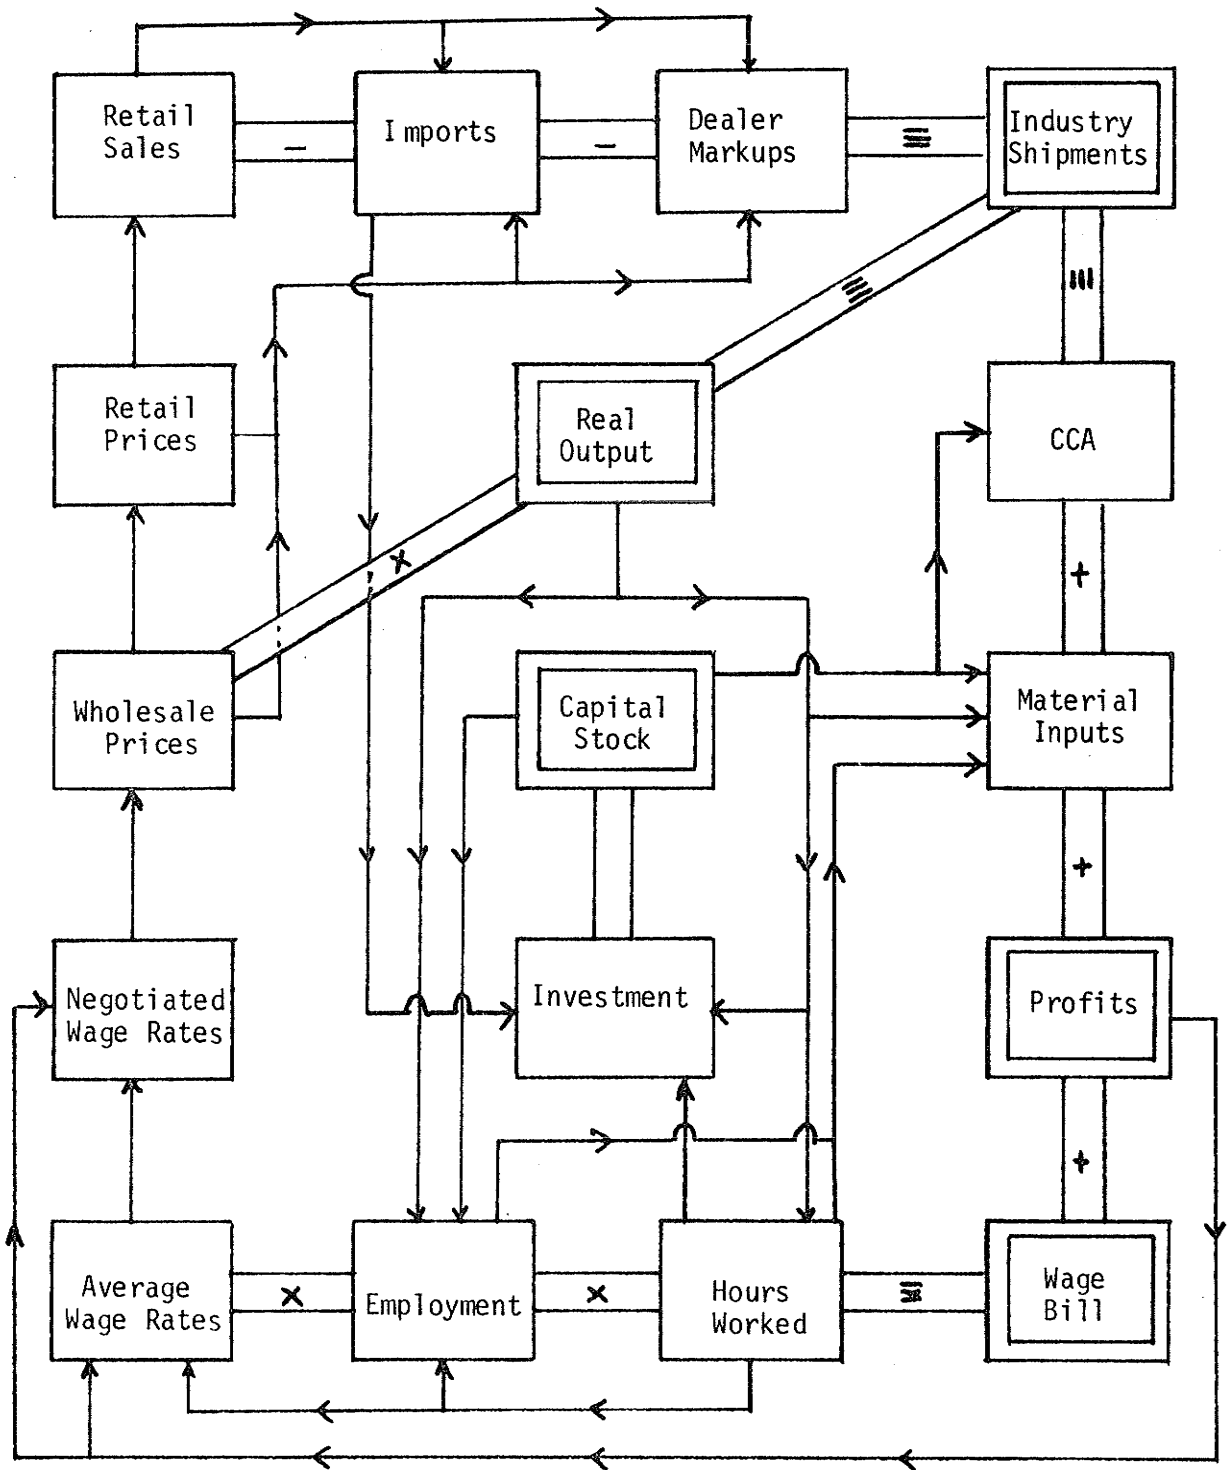 Retail
Sales
–
Imports
–
Dealer
Markups
≡
Industry
Shipments
≡
≡
Retail
Prices
Real
Output
CCA
×
+
Wholesale
Prices
Capital
Stock
Material
Inputs
+
Negotiated
Wage Rates
Investment
Profits
+
Average
Wage Rates
×
Employment
×
Hours
Worked
≡
Wage
Bill